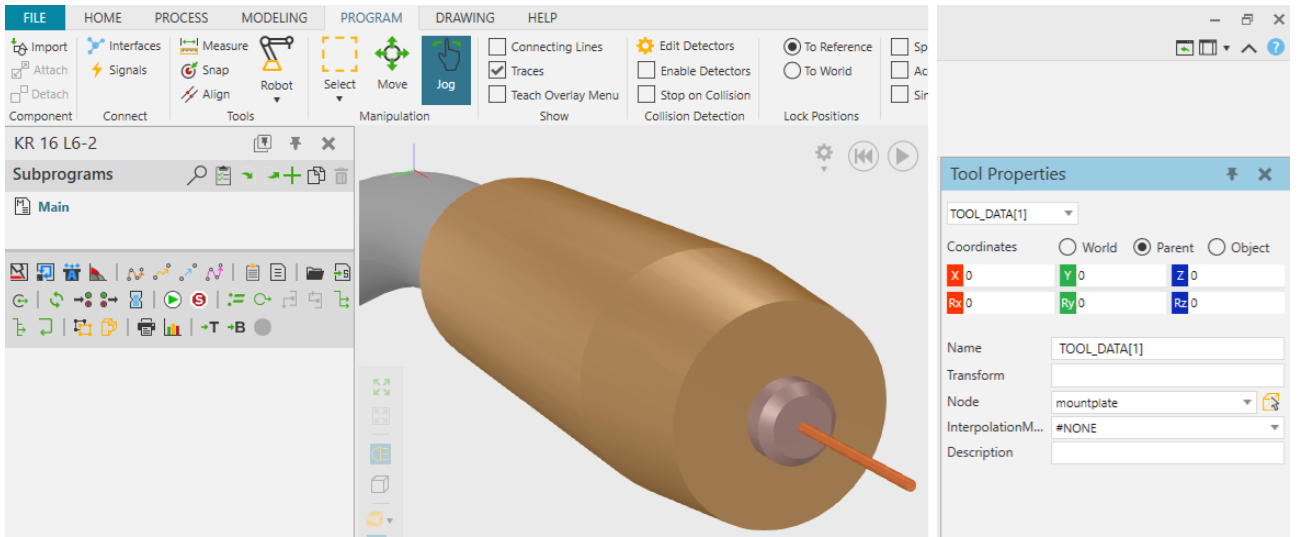 FILE HOME PROCESS MODELING PROGRAM DRAWING HELP
Import Interfaces Measure Connecting Lines Edit Detectors To Reference Sp
Attach Signals Snap Robot Select Move Jog Traces Enable Detectors To World Ac
Detach Align Teach Overlay Menu Stop on Collision Sir
Component Connect Tools Manipulation Show Collision Detection Lock Positions
KR 16 L6-2
Subprograms
Main
T B
Tool Properties
TOOL_DATA[1]
Coordinates World Parent Object
X 0 Y 0 Z 0
Rx 0 Ry 0 Rz 0
Name TOOL_DATA[1]
Transform
Node mountplate
InterpolationM... #NONE
Description